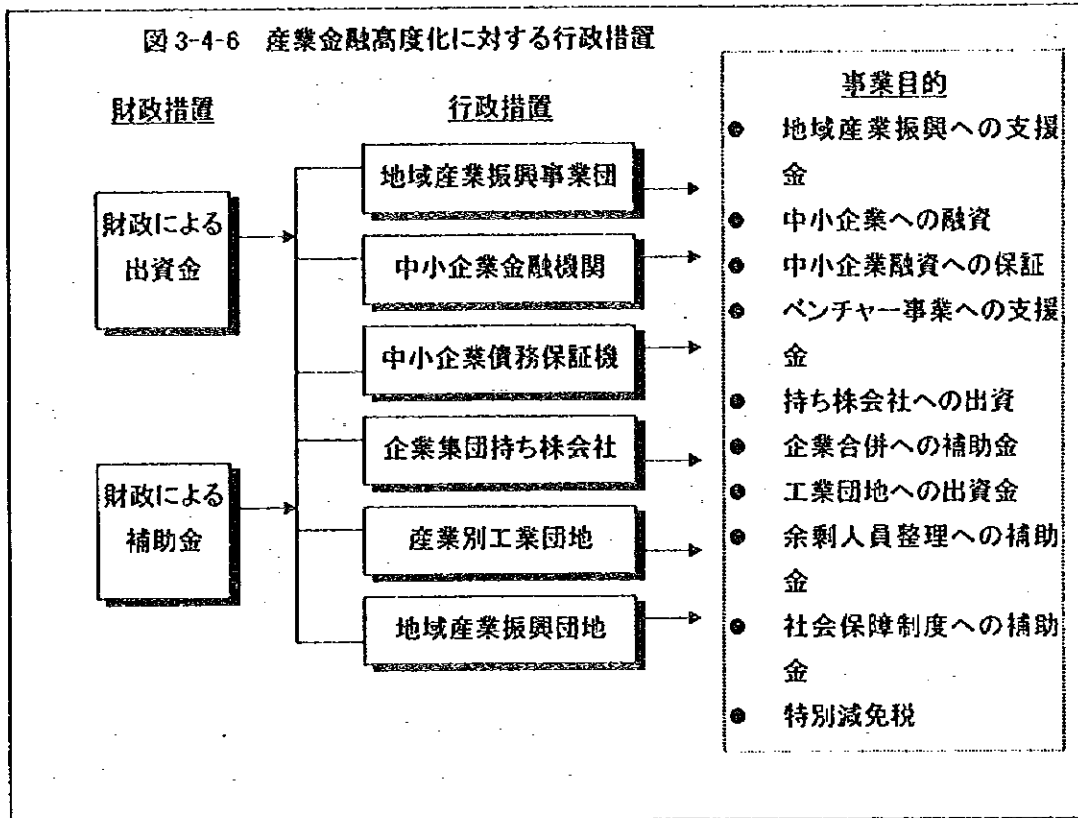 図 3-4-6 産業金融高度化に対する行政措置
財政措置
財政による
出資金
財政による
補助金
行政措置
地域産業振興事業団
中小企業金融機関
中小企業債務保証機
企業集団持ち株会社
産業別工業団地
地域産業振興団地
事業目的
● 地域産業振興への支援
金
● 中小企業への融資
● 中小企業融資への保証
● ベンチャー事業への支援
金
● 持ち株会社への出資
● 企業合併への補助金
● 工業団地への出資金
● 余剰人員整理への補助
金
● 社会保障制度への補助
金
● 特別減免税